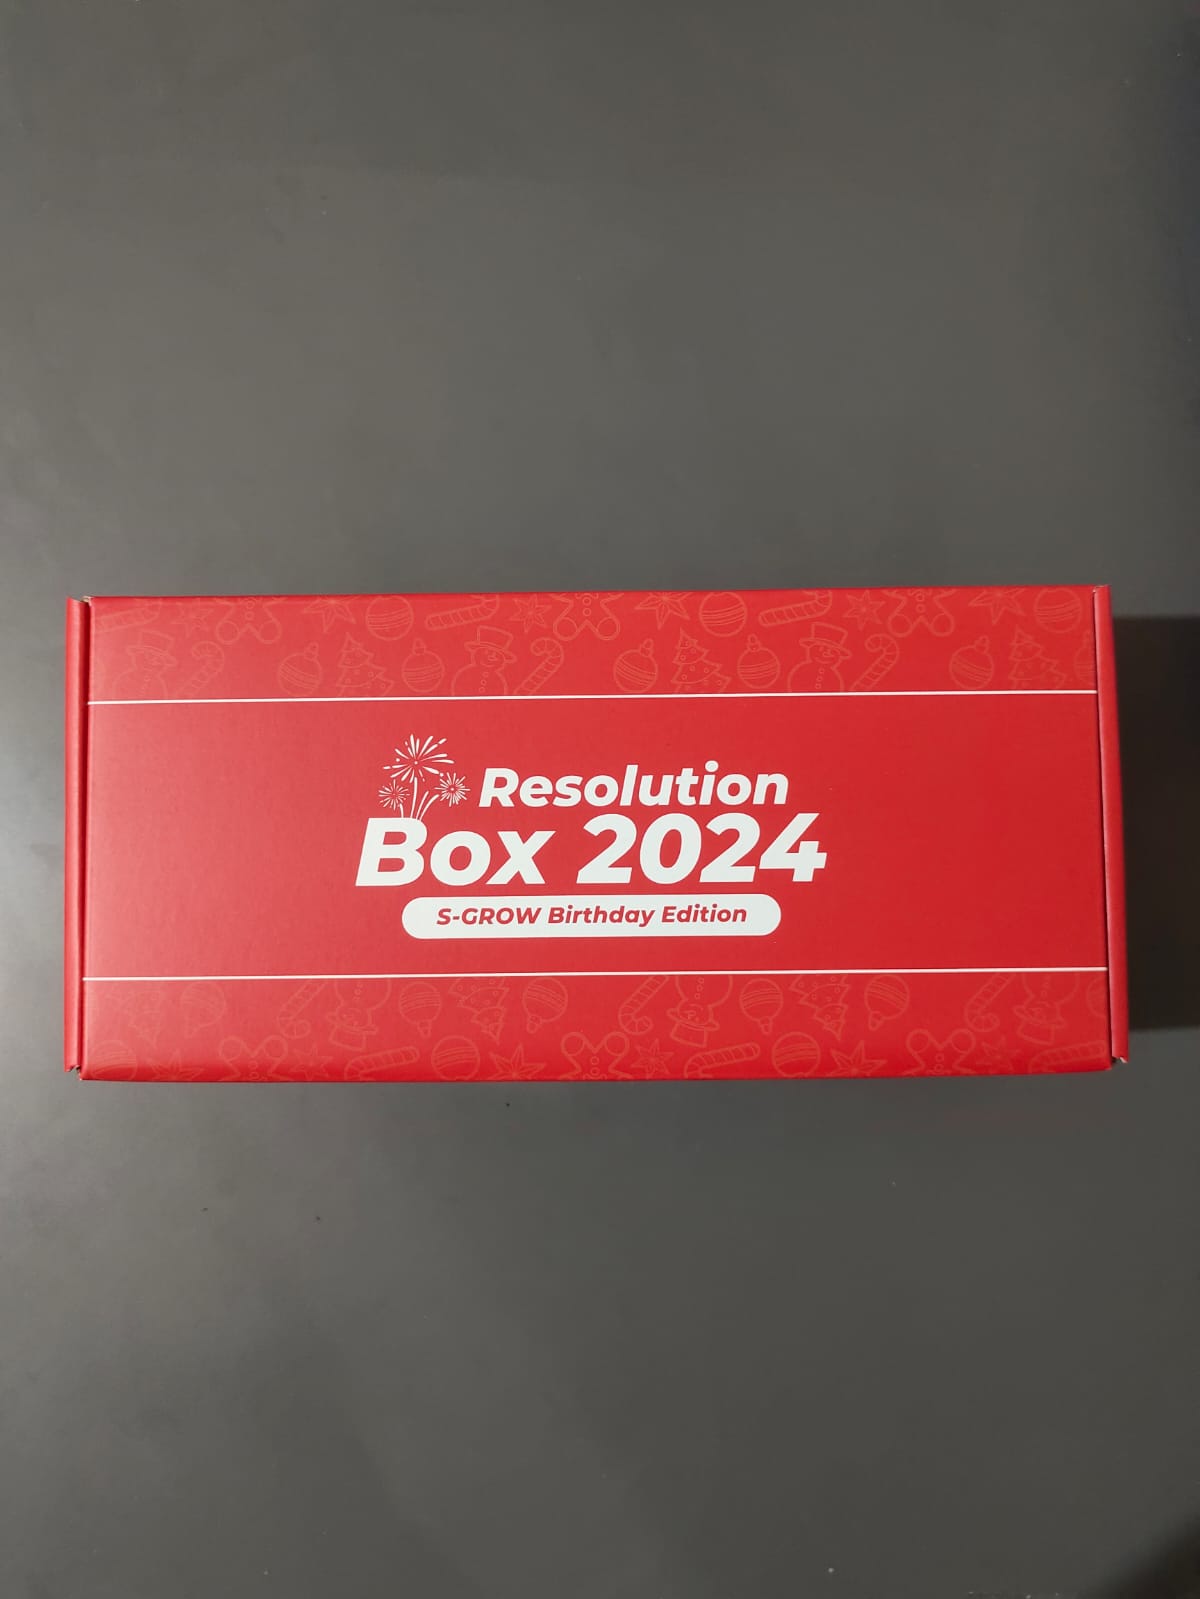 Resolution
Box 2024
S-GROW Birthday Edition